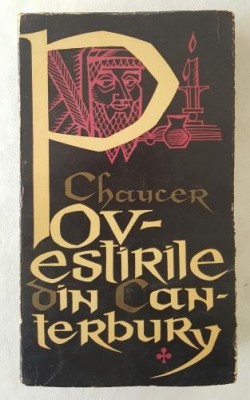 Chaucer
Pov-
estirile
din Can-
terbury